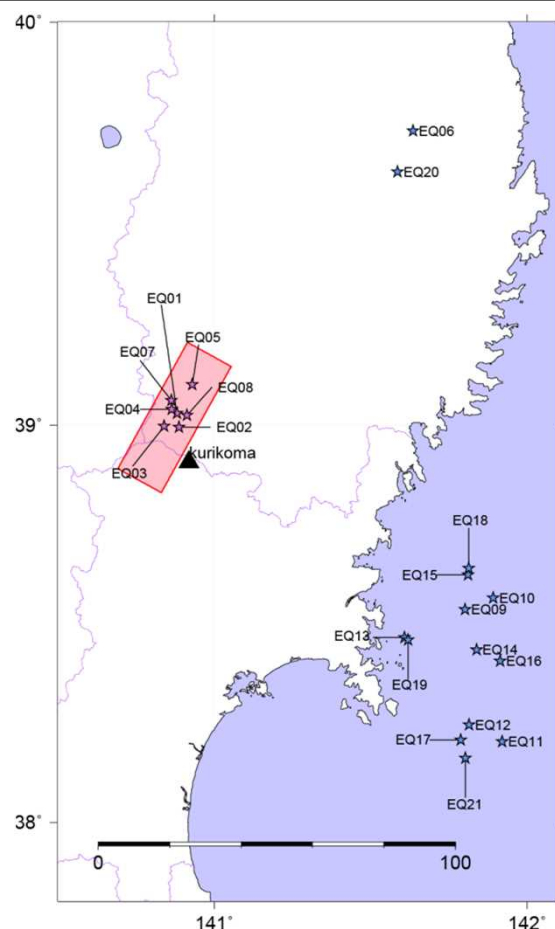 40°
EQ06
EQ20
EQ01
EQ05
EQ07
EQ08
EQ04
39°
EQ02
kurikoma
EQ03
EQ18
EQ15
EQ10
EQ09
EQ13
EQ14
EQ16
EQ19
EQ12
EQ17
EQ11
EQ21
38°
0
100
141°
142°